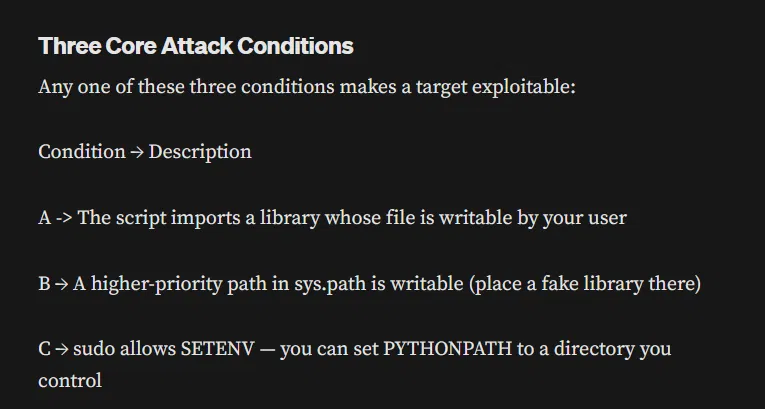 Three Core Attack Conditions
Any one of these three conditions makes a target exploitable:
Condition → Description
A -> The script imports a library whose file is writable by your user
B → A higher-priority path in sys.path is writable (place a fake library there)
C → sudo allows SETENV — you can set PYTHONPATH to a directory you
control